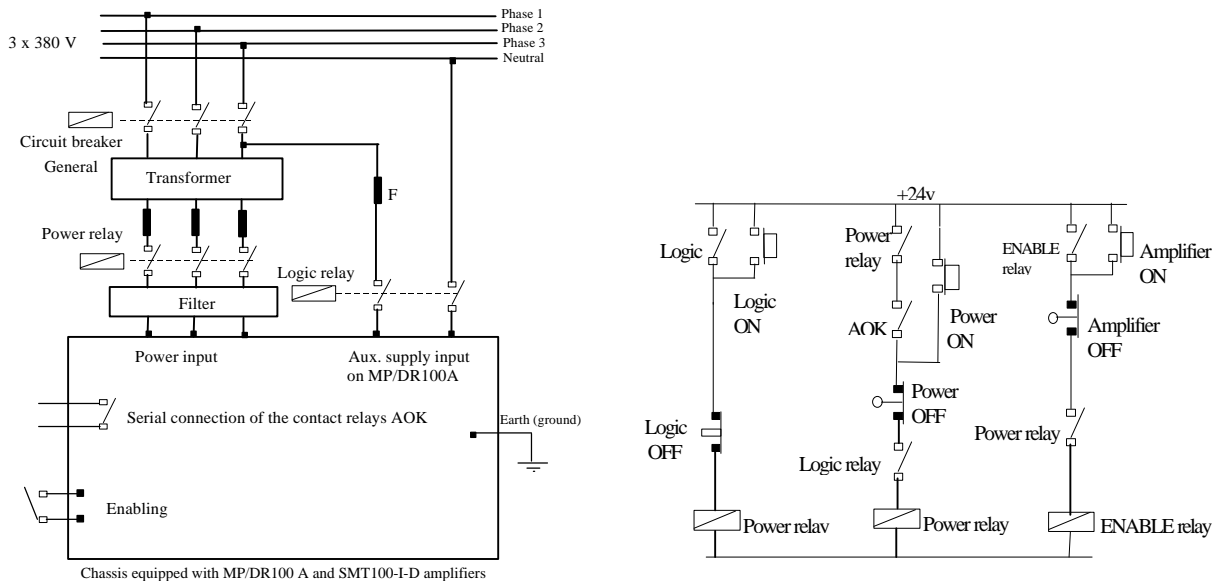 Phase 1
Phase 2
3 x 380 V
Phase 3
Neutral
Circuit breaker
General
Transformer
F
Power relay
Logic relay
Filter
Power input
Aux. supply input
on MP/DR100A
Serial connection of the contact relays AOK
Earth (ground)
Enabling
Chassis equipped with MP/DR100 A and SMT100-I-D amplifiers
+24v
Logic
Logic
ON
Logic
OFF
Power relav
Power
relay
AOK
Power
ON
Power
OFF
Logic relay
Power relay
ENABLE
relay
Amplifier
ON
Amplifier
OFF
Power relay
ENABLE relay